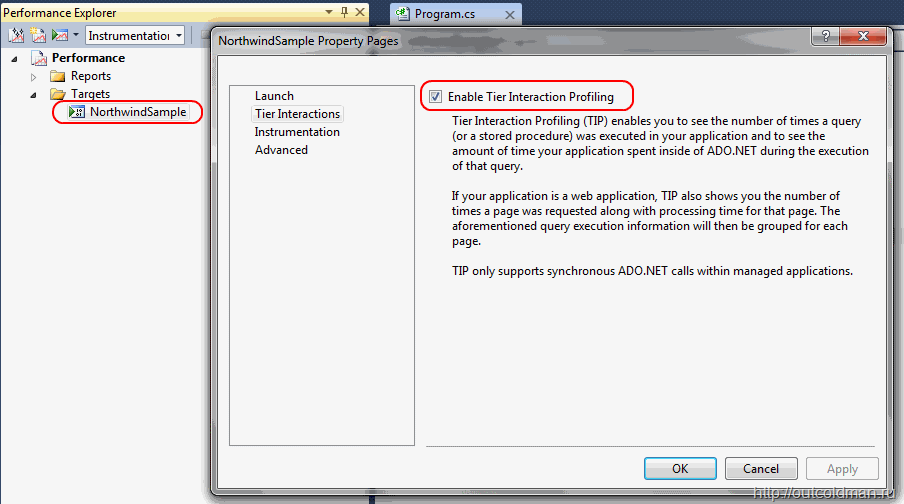 Performance Explorer
Program.cs
Instrumentation
Performance
Reports
Targets
NorthwindSample
NorthwindSample Property Pages
Launch
Tier Interactions
Instrumentation
Advanced
Enable Tier Interaction Profiling
Tier Interaction Profiling (TIP) enables you to see the number of times a query
(or a stored procedure) was executed in your application and to see the
amount of time your application spent inside of ADO.NET during the execution
of that query.
If your application is a web application, TIP also shows you the number of
times a page was requested along with processing time for that page. The
aforementioned query execution information will then be grouped for each
page.
TIP only supports synchronous ADO.NET calls within managed applications.
OK
Cancel
Apply
http://outcoldman.ru